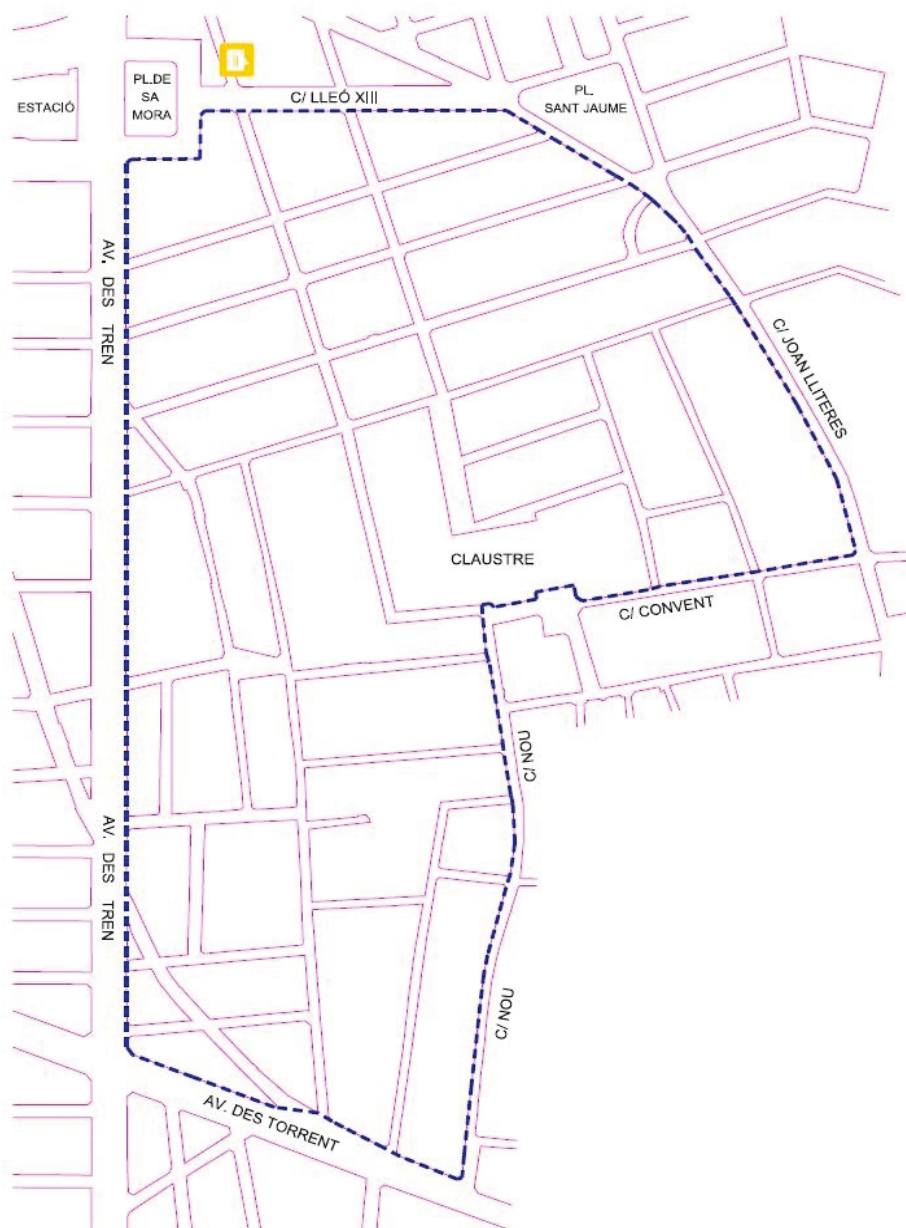 C/ LLEÓ XIII
PL.DE
SA
MORA
ESTACIÓ
PL.
SANT JAUME
AV. DES TREN
C/ JOAN LLITERES
CLAUSTRE
C/ CONVENT
C/ NOU
AV. DES TREN
C/ NOU
AV. DES TORRENT